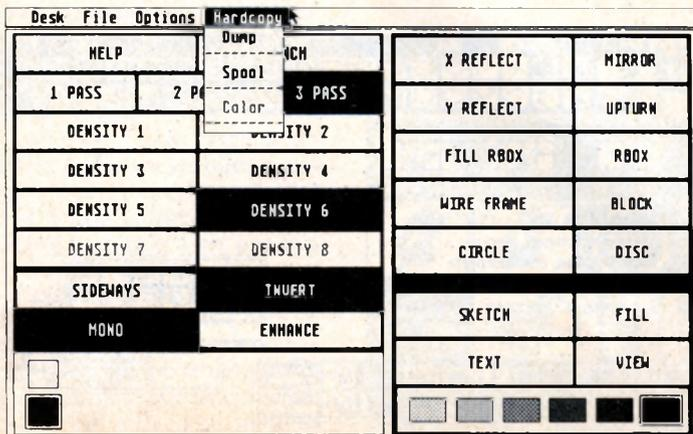 Desk File Options Hardcopy
Dump
Spool
Color
HELP
1 PASS 3 PASS
DENSITY 1 DENSITY 2
DENSITY 3 DENSITY 4
DENSITY 5 DENSITY 6
DENSITY 7 DENSITY 8
SIDEWAYS INVERT
MONO ENHANCE
X REFLECT MIRROR
Y REFLECT UPTURN
FILL RBOX RBOX
WIRE FRAME BLOCK
CIRCLE DISC
SKETCH FILL
TEXT VIEW